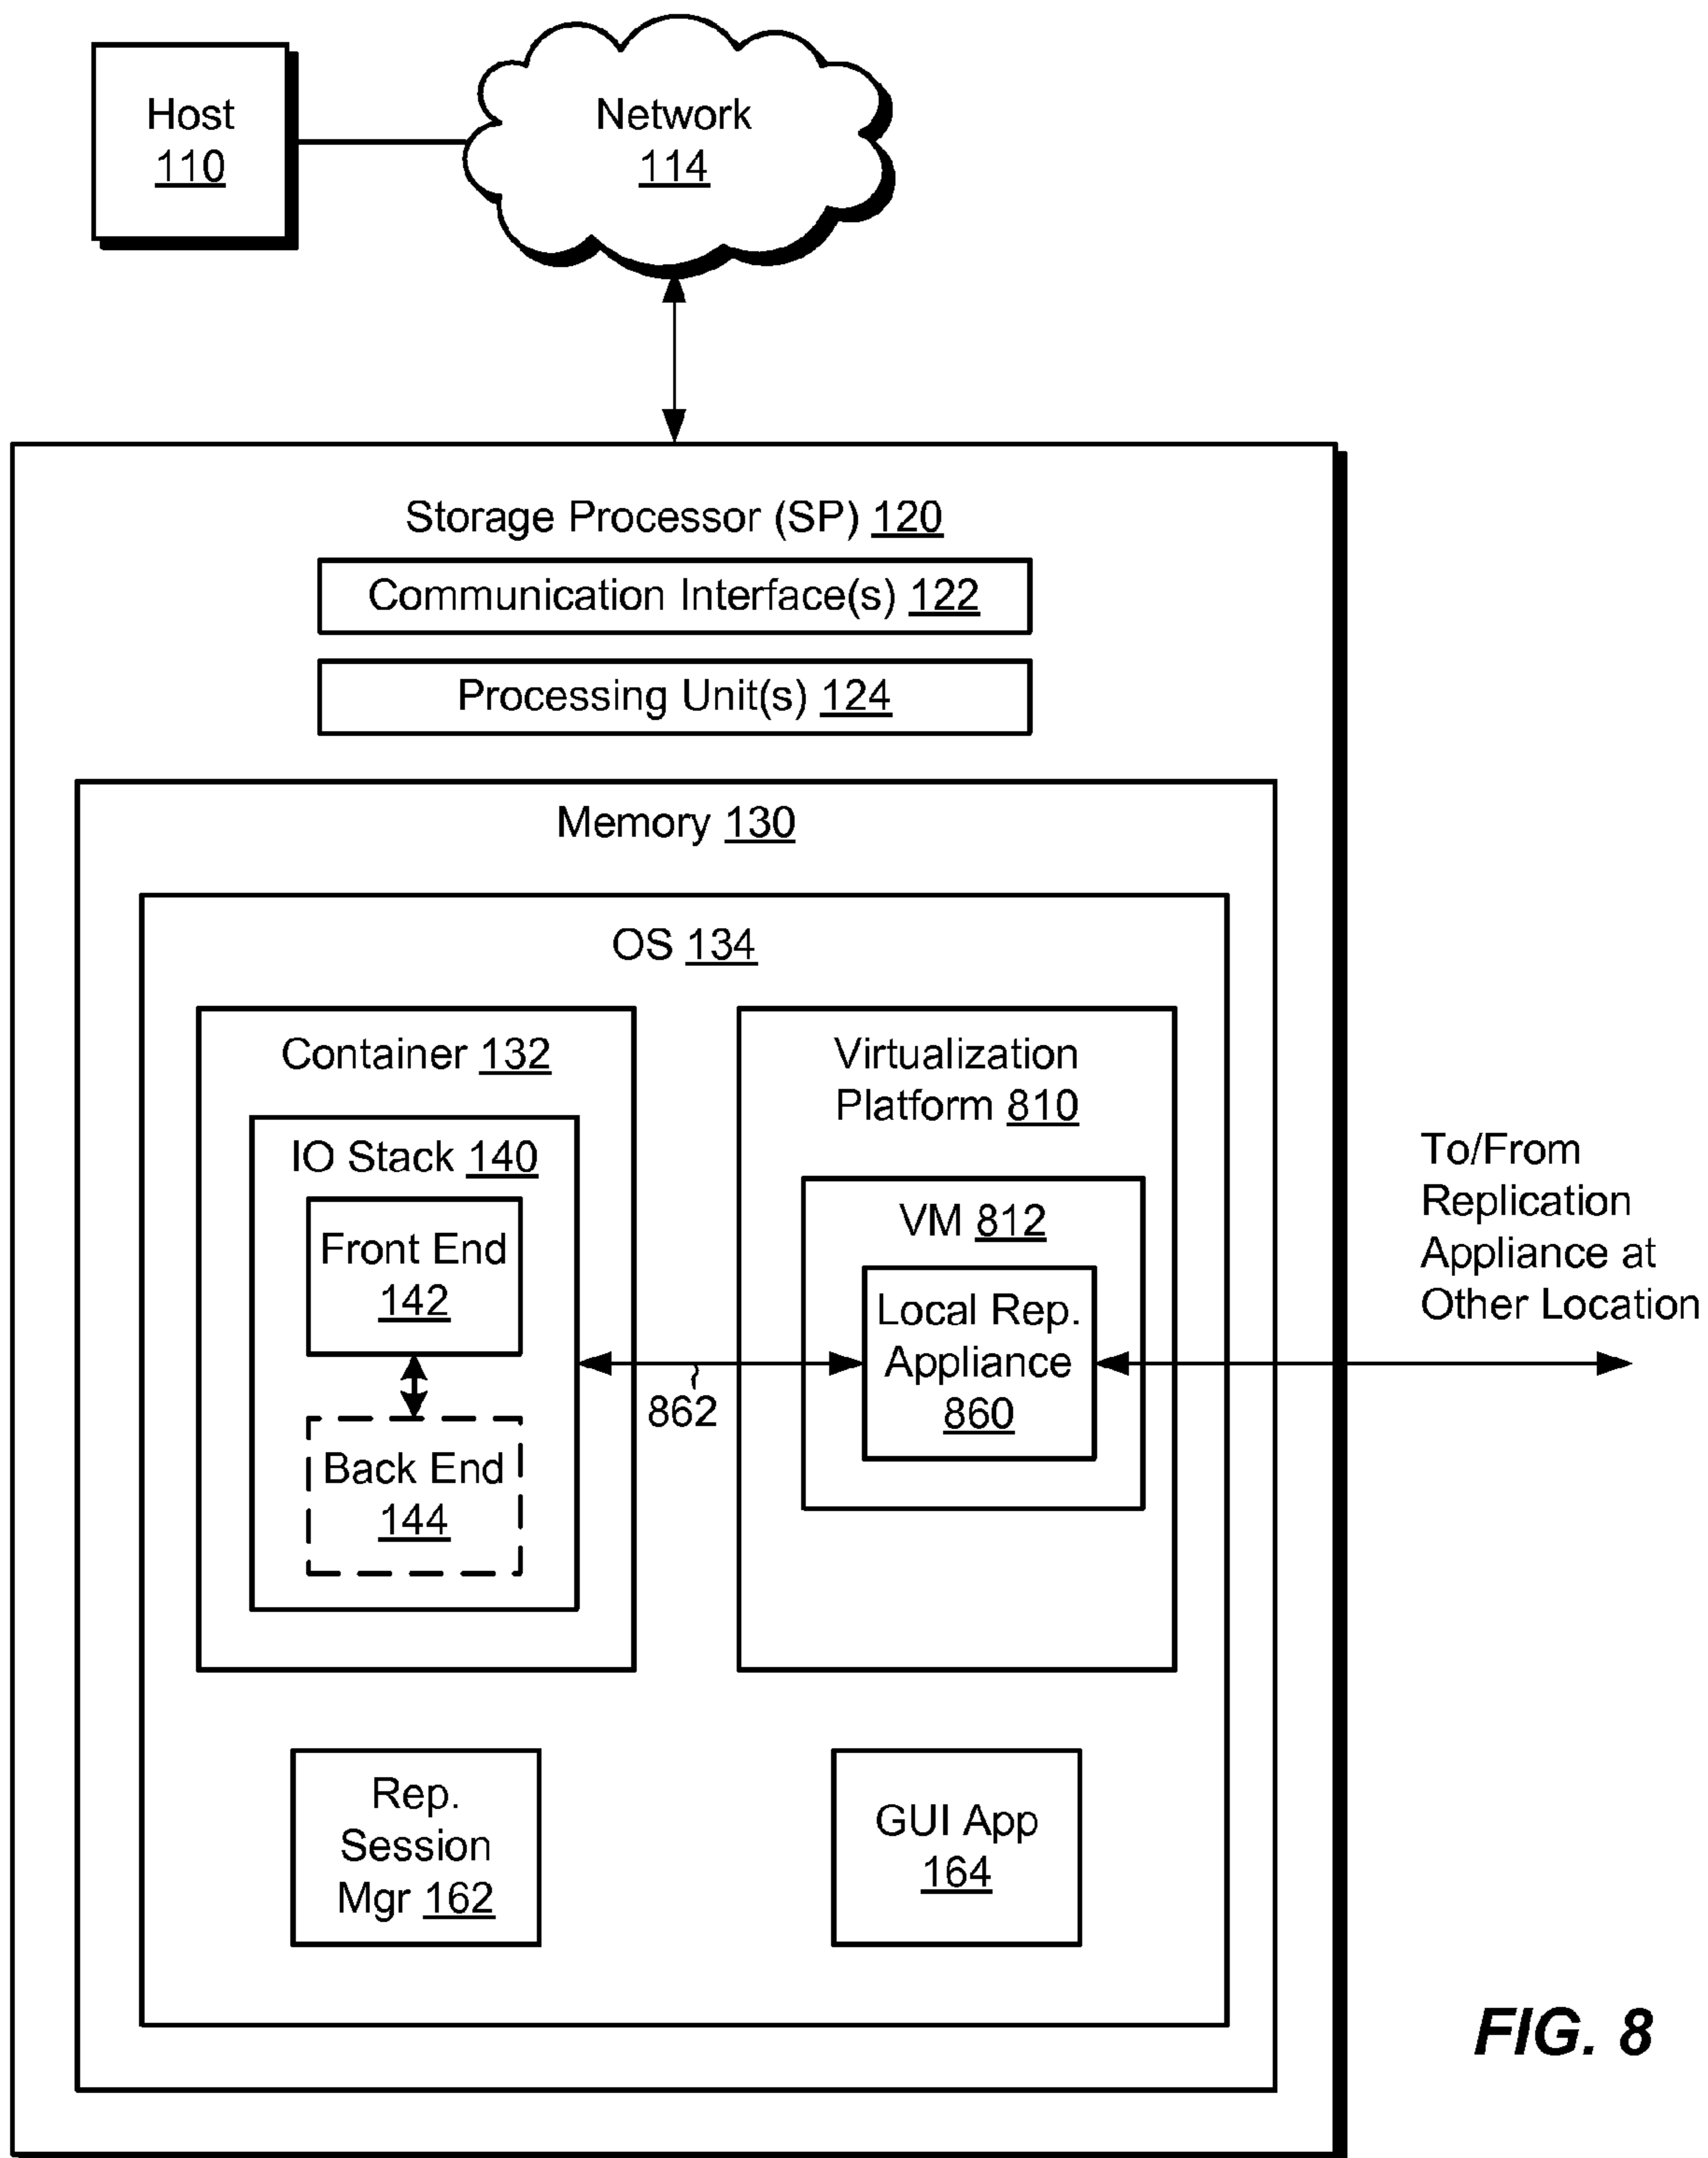 Host
110
Network
114
Storage Processor (SP) 120
Communication Interface(s) 122
Processing Unit(s) 124
Memory 130
OS 134
Container 132
IO Stack 140
Front End
142
Back End
144
862
Virtualization
Platform 810
VM 812
Local Rep.
Appliance
860
To/From
Replication
Appliance at
Other Location
Rep.
Session
Mgr 162
GUI App
164
FIG. 8